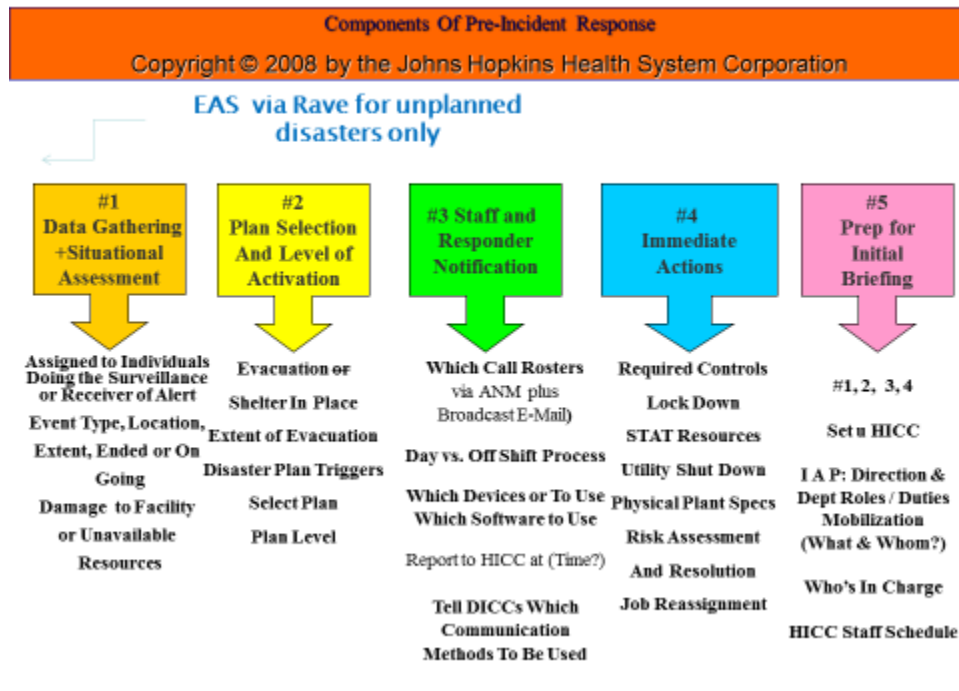 Components Of Pre-Incident Response
Copyright © 2008 by the Johns Hopkins Health System Corporation
EAS via Rave for unplanned
disasters only
#1
Data Gathering
+Situational
Assessment
Assigned to Individuals
Doing the Surveillance
or Receiver of Alert
Event Type, Location,
Extent, Ended or On
Going
Damage to Facility
or Unavailable
Resources
#2
Plan Selection
And Level of
Activation
Evacuation or
Shelter In Place
Extent of Evacuation
Disaster Plan Triggers
Select Plan
Plan Level
#3 Staff and
Responder
Notification
Which Call Rosters
via ANM plus
Broadcast E-Mail)
Day vs. Off Shift Process
Which Devices or To Use
Which Software to Use
Report to HICC at (Time?)
Tell DICCs Which
Communication
Methods To Be Used
#4
Immediate
Actions
Required Controls
Lock Down
STAT Resources
Utility Shut Down
Physical Plant Specs
Risk Assessment
And Resolution
Job Reassignment
#5
Prep for
Initial
Briefing
#1, 2, 3, 4
Set u HICC
I A P: Direction &
Dept Roles / Duties
Mobilization
(What & Whom?)
Who's In Charge
HICC Staff Schedule